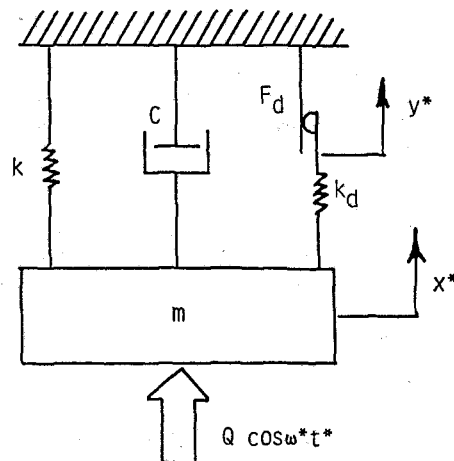 C
F_d
y*
k
k_d
x*
m
Q cosω*t*